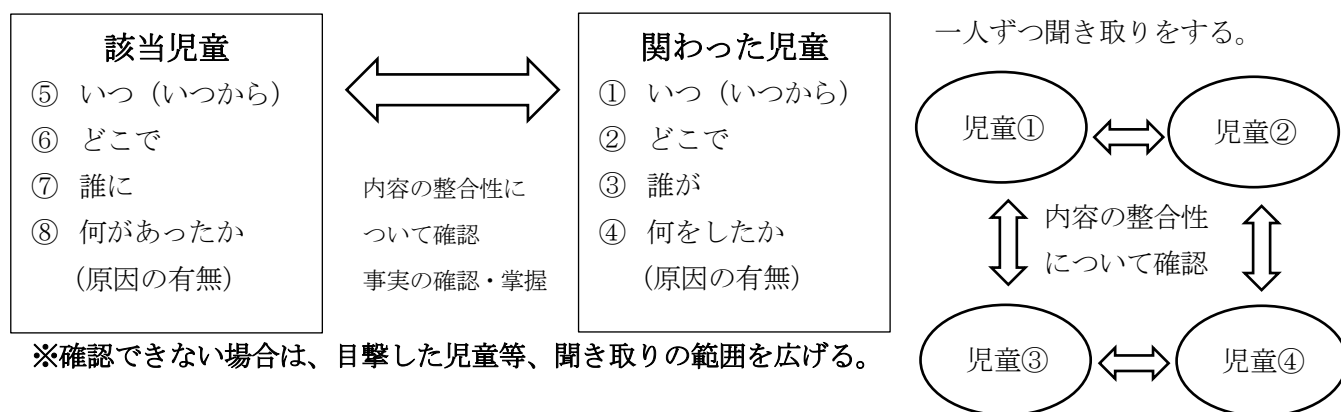 該当児童
⑤ いつ（いつから）
⑥ どこで
⑦ 誰に
⑧ 何があったか
（原因の有無）
内容の整合性に
ついて確認
事実の確認・掌握
関わった児童
① いつ（いつから）
② どこで
③ 誰が
④ 何をしたか
（原因の有無）
※確認できない場合は、目撃した児童等、聞き取りの範囲を広げる。
一人ずつ聞き取りをする。
児童①
児童②
内容の整合性
について確認
児童③
児童④